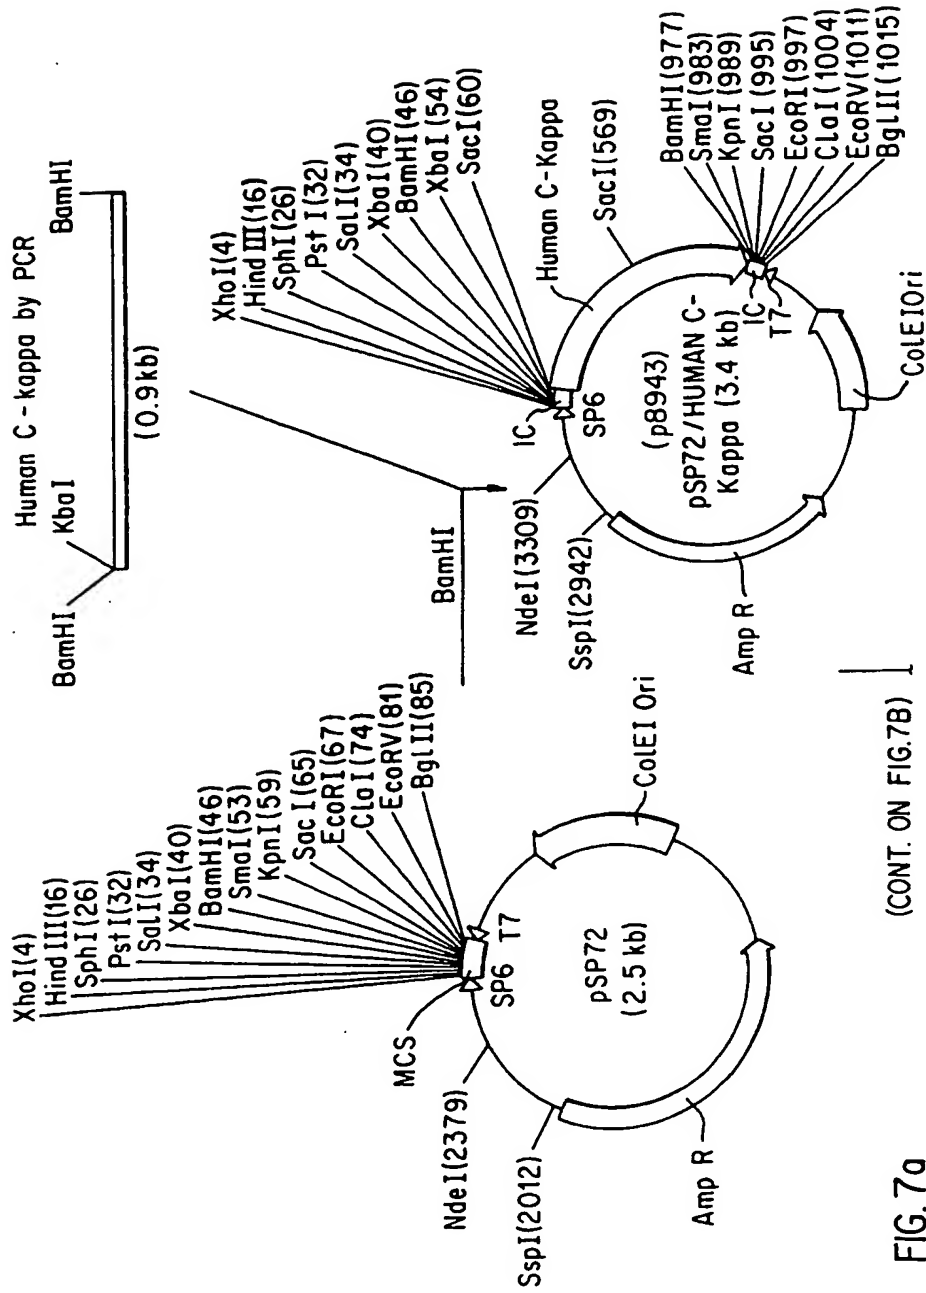 Human C-kappa by PCR
BamHI
KbaI
BamHI
(0.9kb)
BamHI
XhoI(4)
HindIII(16)
SphI(26)
PstI(32)
SalI(34)
XbaI(40)
BamHI(46)
SmaI(53)
KpnI(59)
SacI(65)
EcoRI(67)
ClaI(74)
EcoRV(81)
BglII(85)
MCS
SP6
T7
NdeI(2379)
SspI(2012)
pSP72
(2.5 kb)
ColEI Ori
Amp R
XhoI(4)
HindIII(16)
SphI(26)
Pst I(32)
SalI(34)
XbaI(40)
BamHI(46)
XbaI(54)
SacI(60)
IC
SP6
Human C-Kappa
SacI(569)
NdeI(3309)
SspI(2942)
(p8943)
pSP72/HUMAN C-
Kappa (3.4 kb)
IC
T7
BamHI(977)
SmaI(983)
KpnI(989)
SacI(995)
EcoRI(997)
CLaI(1004)
EcoRV(1011)
BglII(1015)
ColEIOri
Amp R
(CONT. ON FIG.7B)
FIG. 7a